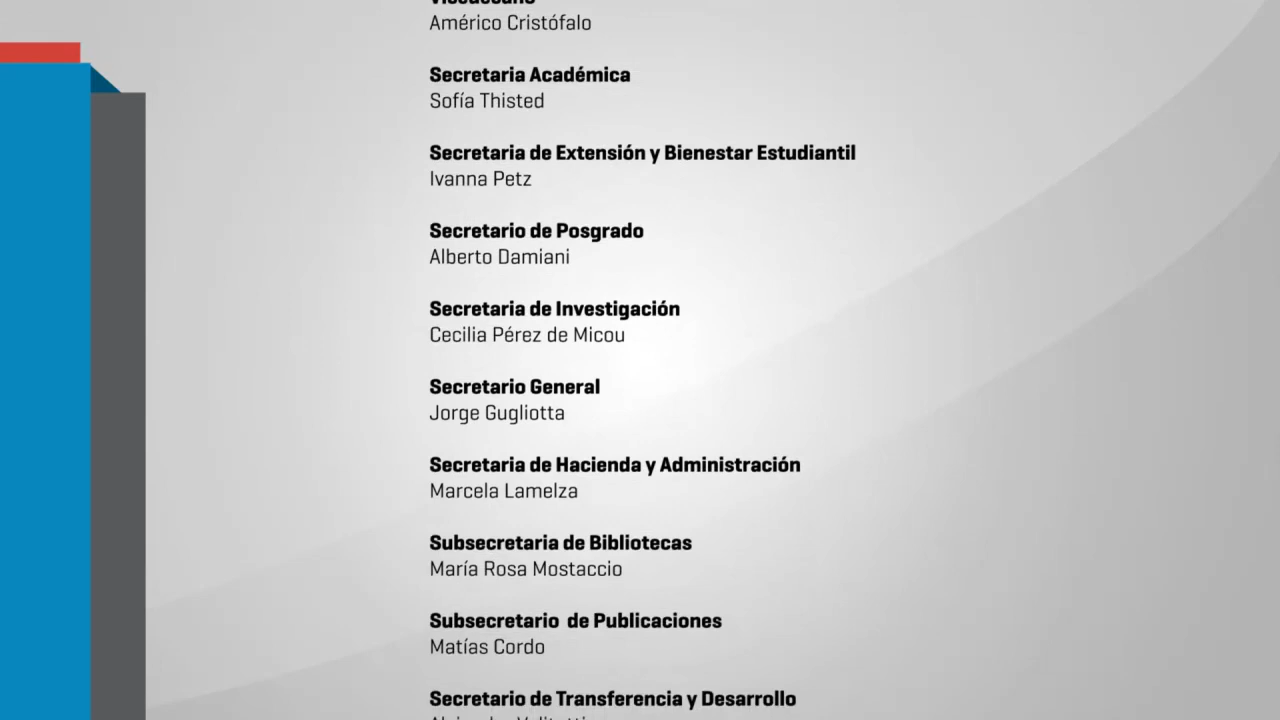 Américo Cristófalo
Secretaria Académica
Sofía Thisted
Secretaria de Extensión y Bienestar Estudiantil
Ivanna Petz
Secretario de Posgrado
Alberto Damiani
Secretaria de Investigación
Cecilia Pérez de Micou
Secretario General
Jorge Gugliotta
Secretaria de Hacienda y Administración
Marcela Lamelza
Subsecretaria de Bibliotecas
María Rosa Mostaccio
Subsecretario  de Publicaciones
Matías Cordo
Secretario de Transferencia y Desarrollo